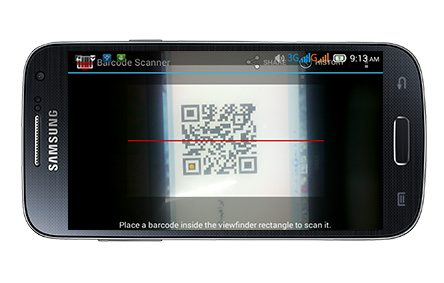 SAMSUNG
Barcode Scanner
SHARE
HISTORY
3G
G
9:13 AM
Place a barcode inside the viewfinder rectangle to scan it.